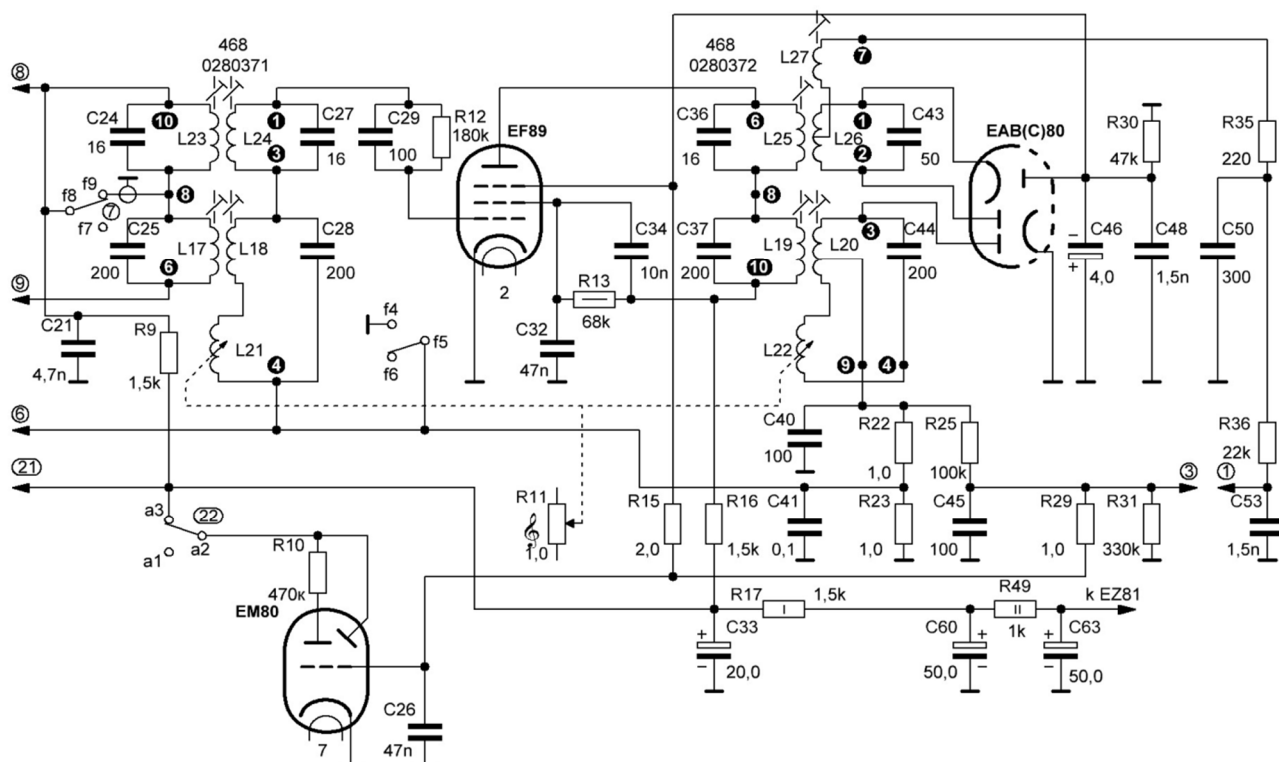 468
0280371
468
0280372
L27
7
8
C24
16
10
L23
L24
1
3
C27
16
C29
100
R12
180k
EF89
C36
16
6
L25
L26
1
2
C43
50
EAB(C)80
R30
47k
R35
220
f9
f8
7
f7
8
C25
200
6
L17
L18
C28
200
2
C34
10n
8
C37
200
10
L19
L20
3
C44
200
C46
−
+
4,0
C48
1,5n
C50
300
9
C21
4,7n
R9
1,5k
L21
4
f4
f5
f6
R13
68k
C32
47n
L22
9
4
6
C40
100
R22
1,0
R25
100k
R36
22k
21
a3
22
a2
a1
R11
1,0
R15
2,0
R16
1,5k
C41
0,1
R23
1,0
C45
100
R29
1,0
R31
330k
3
1
C53
1,5n
R10
470к
EM80
7
C26
47n
R17
I
1,5k
R49
II
1k
k EZ81
C33
+
−
20,0
C60
+
−
50,0
C63
+
−
50,0